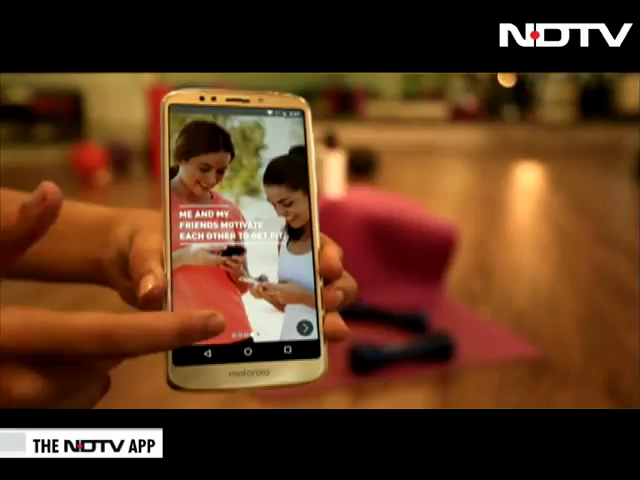 NDTV
ME AND MY
FRIENDS MOTIVATE
EACH OTHER TO GET FIT
motorola
THE NDTV APP